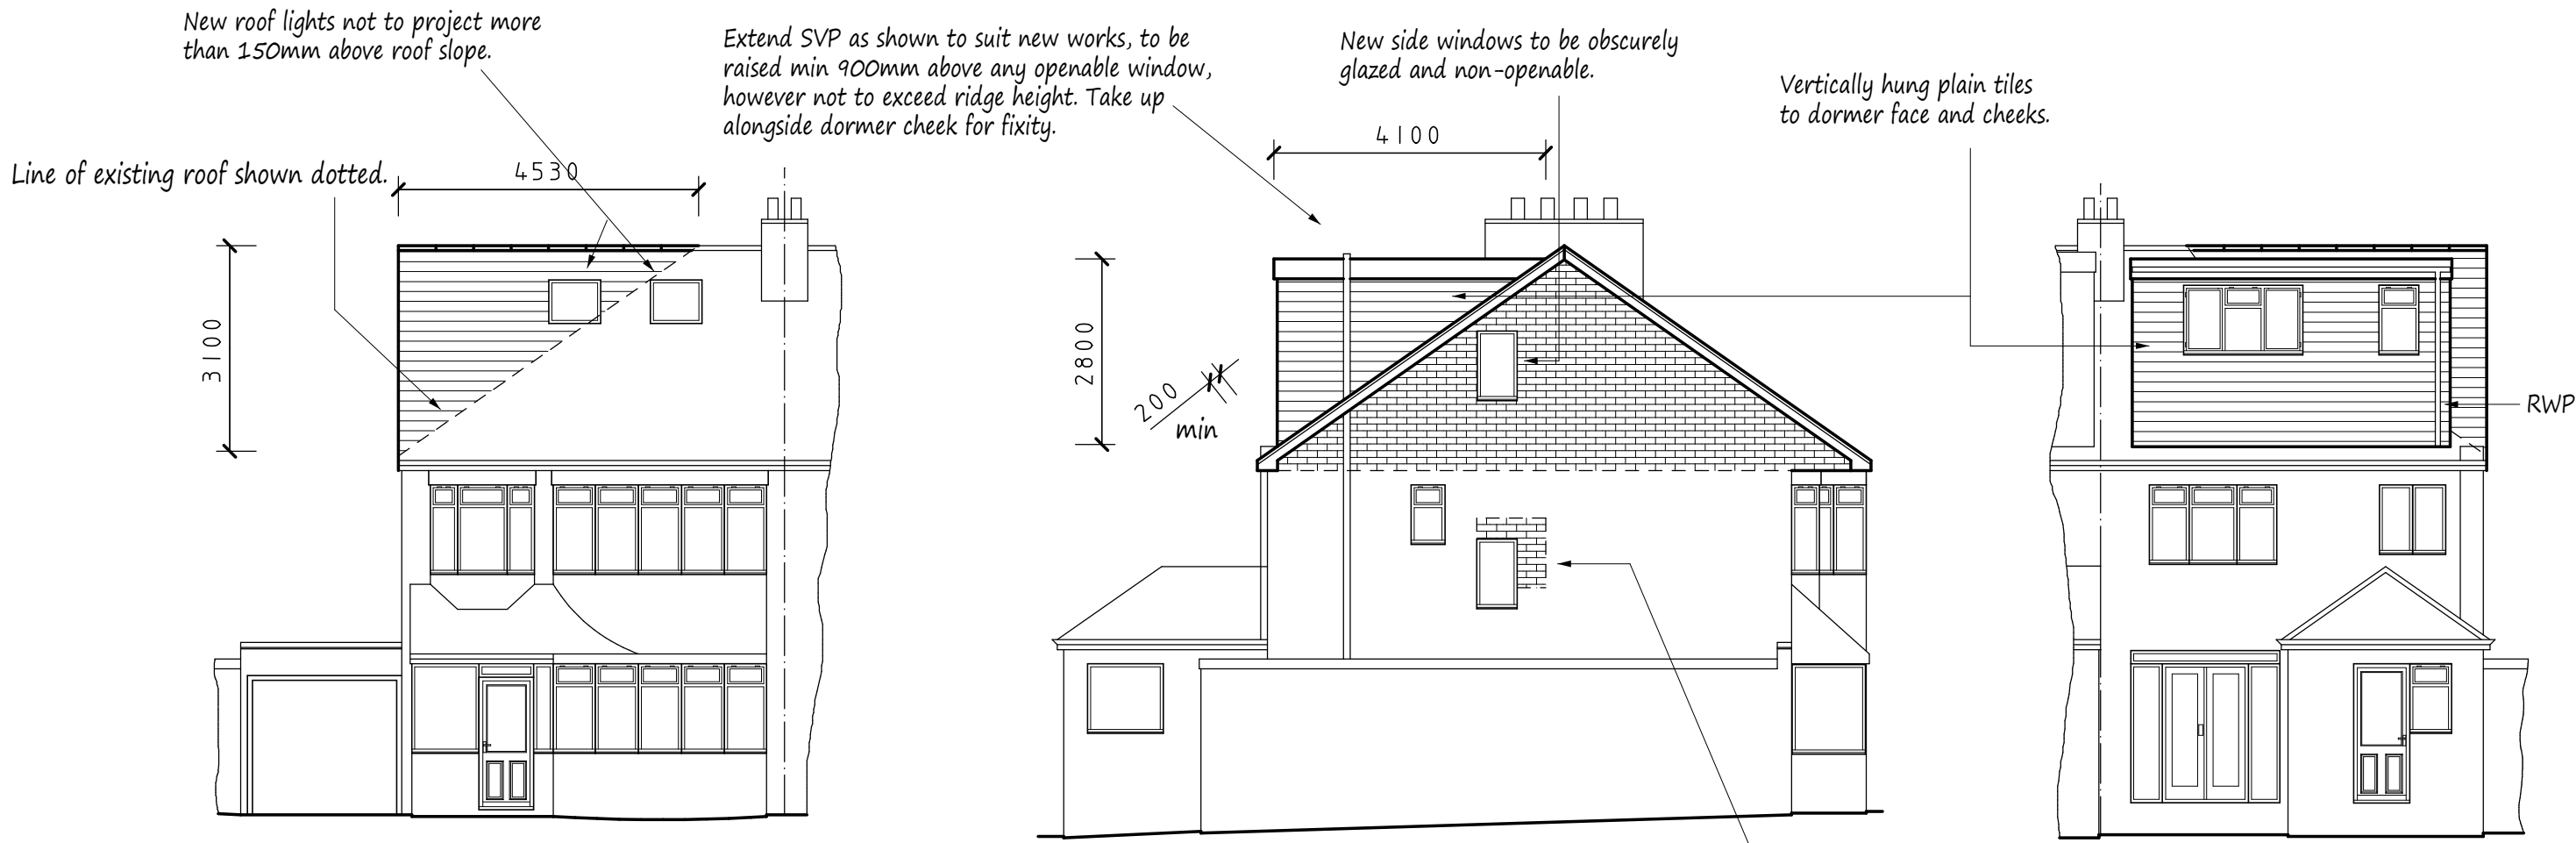 New roof lights not to project more
than 150mm above roof slope.
Extend SVP as shown to suit new works, to be
raised min 900mm above any openable window,
however not to exceed ridge height. Take up
alongside dormer cheek for fixity.
New side windows to be obscurely
glazed and non-openable.
Vertically hung plain tiles
to dormer face and cheeks.
Line of existing roof shown dotted.
4530
4100
3100
2800
200
min
RWP